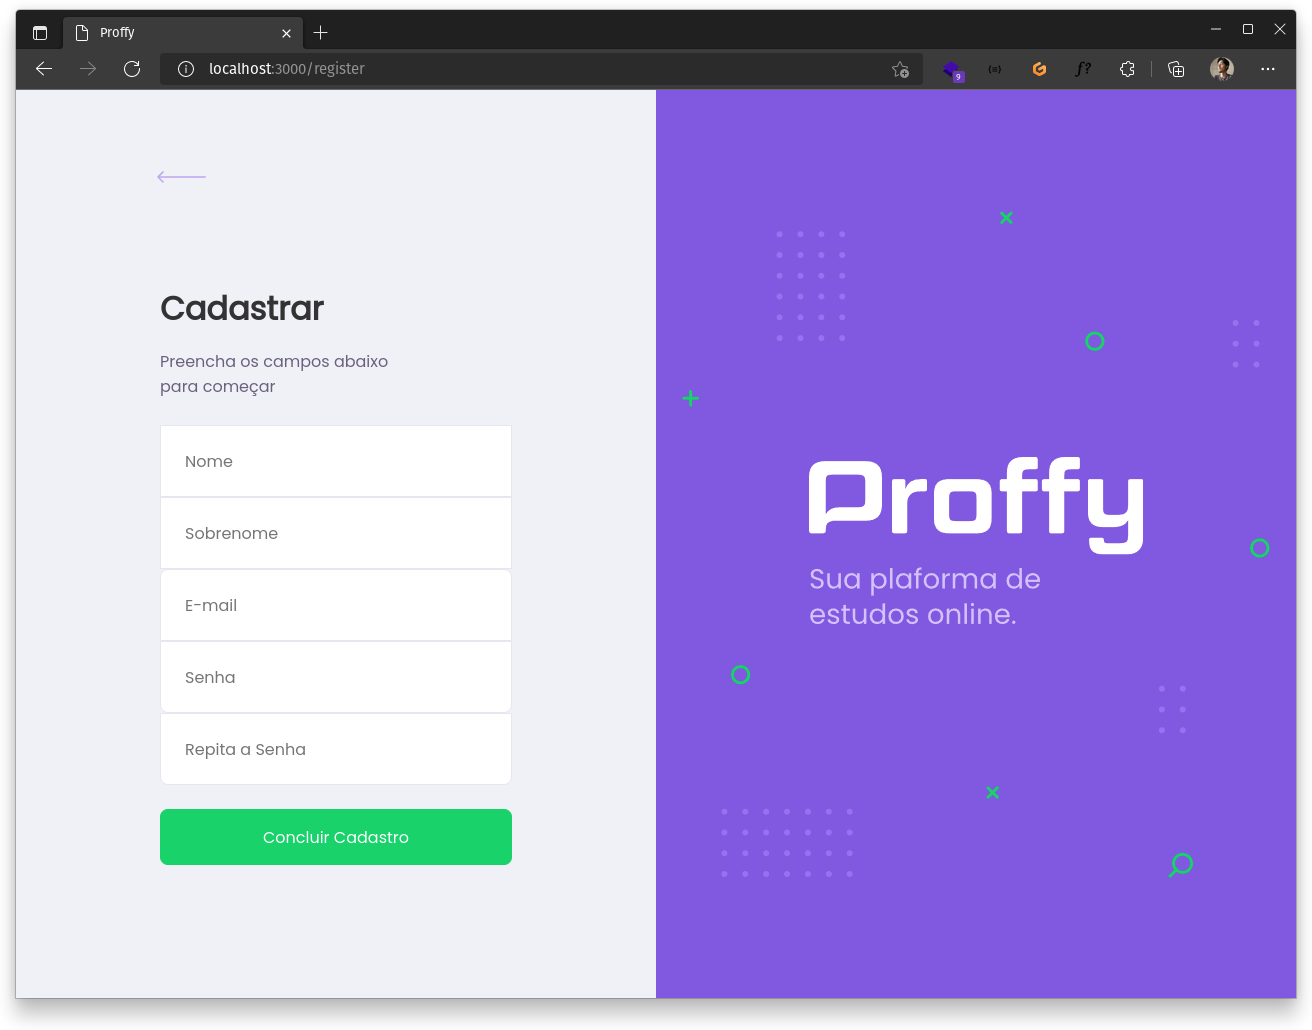 Proffy
localhost:3000/register
9
f?
Cadastrar
Preencha os campos abaixo
para começar
Nome
Sobrenome
E-mail
Senha
Repita a Senha
Concluir Cadastro
Proffy
Sua plaforma de
estudos online.